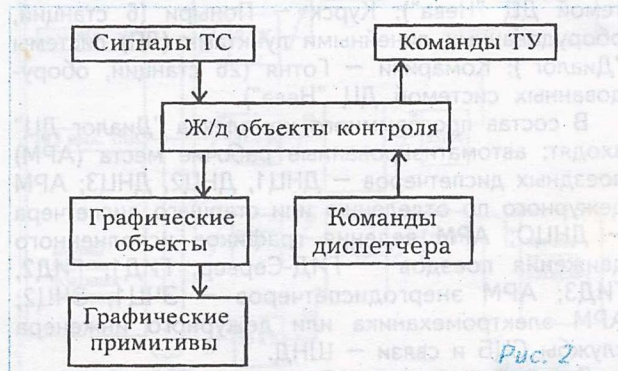 Сигналы ТС
Команды ТУ
Ж/д объекты контроля
Графические
объекты
Команды
диспетчера
Графические
примитивы
Рис. 2